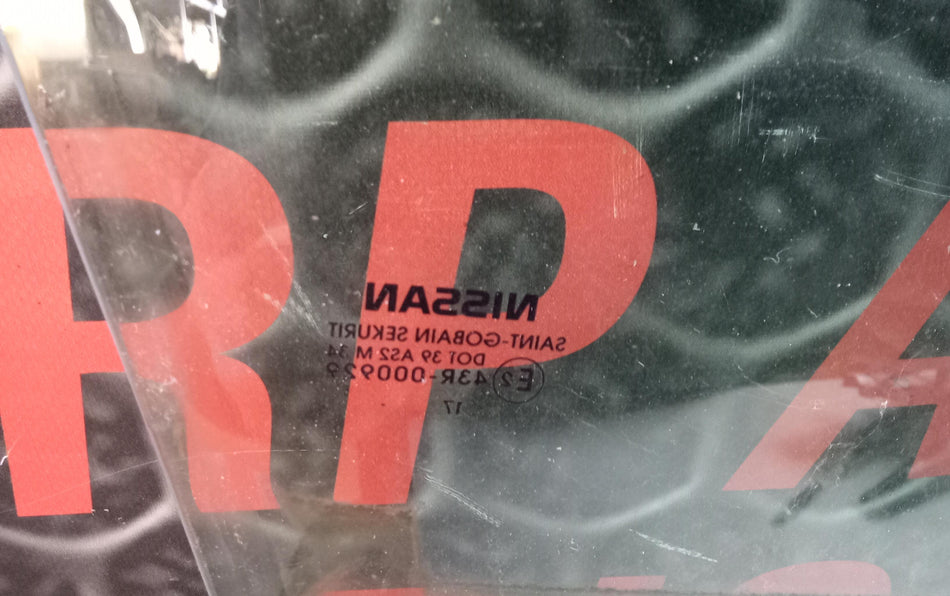 RPA
NISSAN
SAINT-GOBAIN SEKURIT
DOT 39 AS2 M 34
E2 43R-000929
17